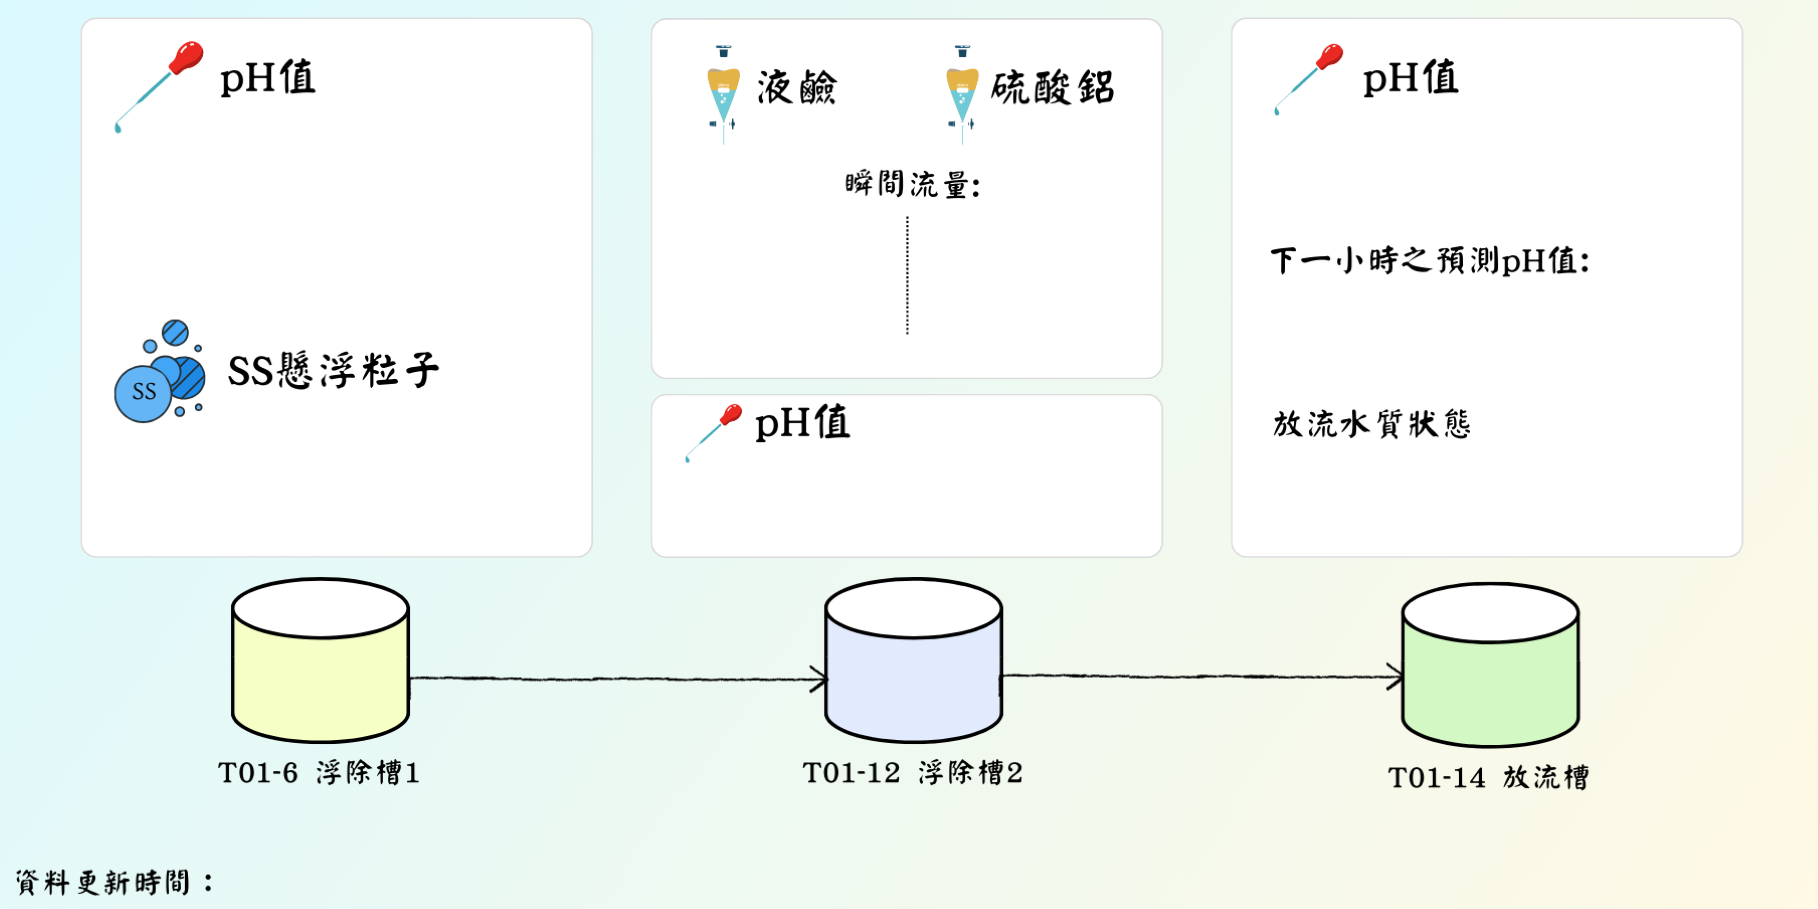 pH值
SS懸浮粒子
SS
液鹼
硫酸鋁
瞬間流量:
pH值
pH值
下一小時之預測pH值:
放流水質狀態
T01-6 浮除槽1
T01-12 浮除槽2
T01-14 放流槽
資料更新時間：